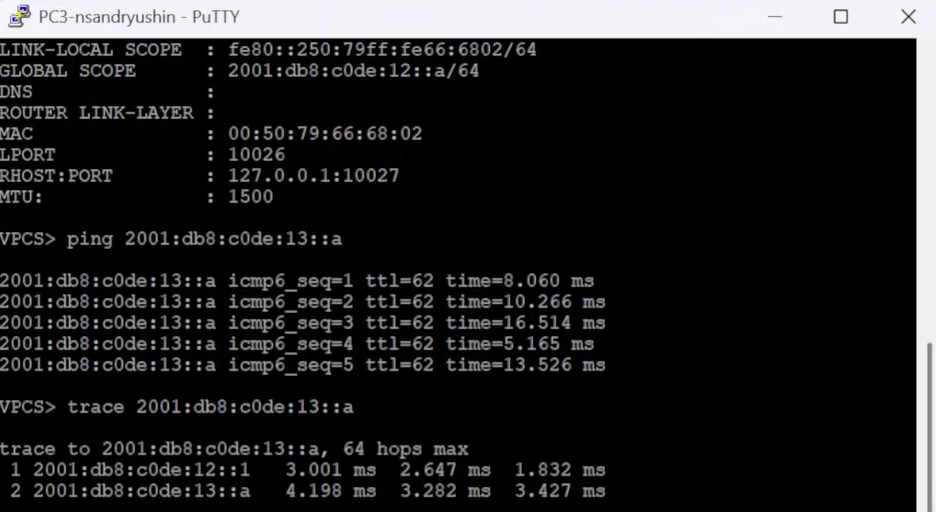 PC3-nsandryushin - PuTTY
LINK-LOCAL SCOPE : fe80::250:79ff:fe66:6802/64
GLOBAL SCOPE : 2001:db8:c0de:12::a/64
DNS :
ROUTER LINK-LAYER :
MAC : 00:50:79:66:68:02
LPORT : 10026
RHOST:PORT : 127.0.0.1:10027
MTU: : 1500
VPCS> ping 2001:db8:c0de:13::a
2001:db8:c0de:13::a icmp6_seq=1 ttl=62 time=8.060 ms
2001:db8:c0de:13::a icmp6_seq=2 ttl=62 time=10.266 ms
2001:db8:c0de:13::a icmp6_seq=3 ttl=62 time=16.514 ms
2001:db8:c0de:13::a icmp6_seq=4 ttl=62 time=5.165 ms
2001:db8:c0de:13::a icmp6_seq=5 ttl=62 time=13.526 ms
VPCS> trace 2001:db8:c0de:13::a
trace to 2001:db8:c0de:13::a, 64 hops max
1 2001:db8:c0de:12::1 3.001 ms 2.647 ms 1.832 ms
2 2001:db8:c0de:13::a 4.198 ms 3.282 ms 3.427 ms